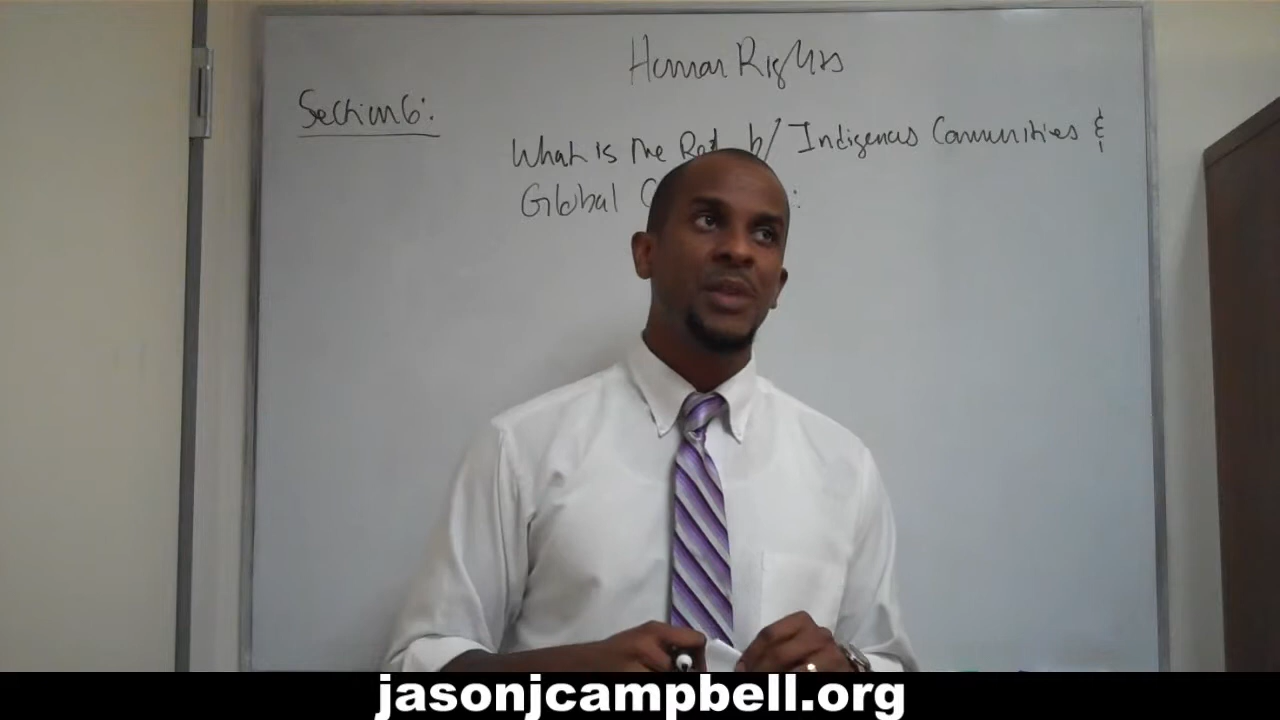 Human Rights
Section 6:
What is the Rel b/ Indigenous Communities &
Global :
jasonjcampbell.org